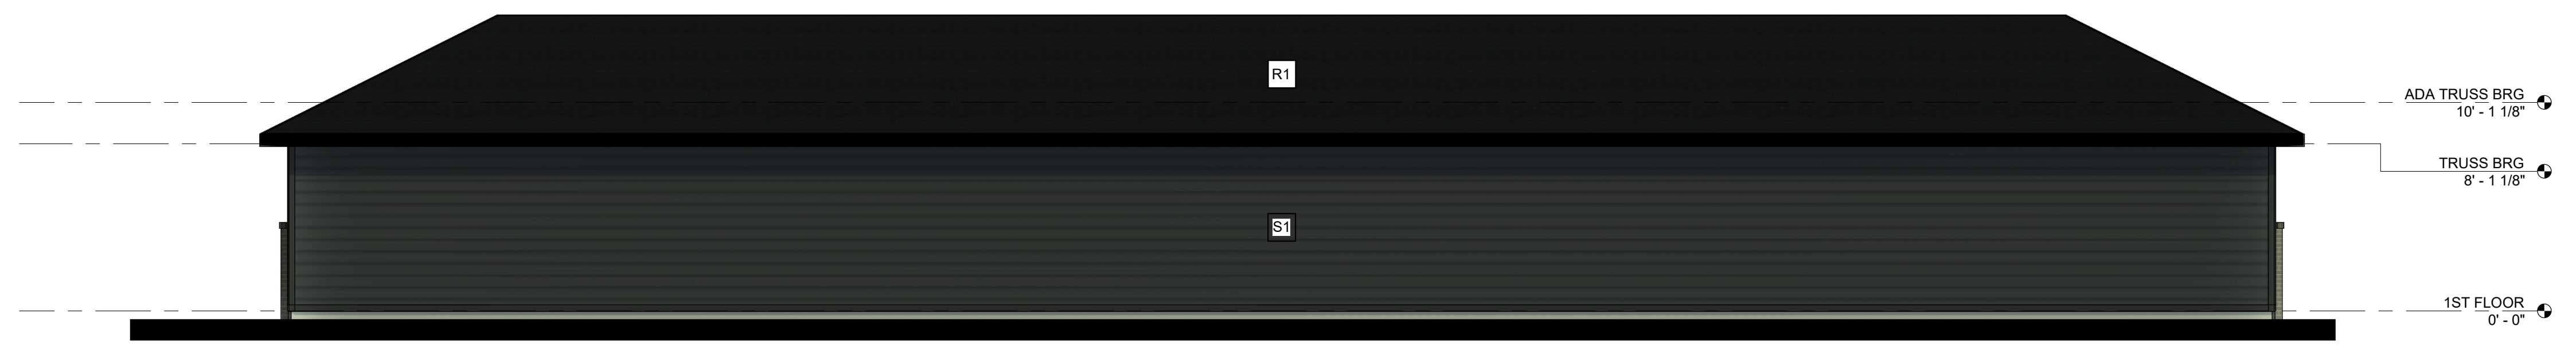 R1
ADA TRUSS BRG
10' - 1 1/8"
TRUSS BRG
8' - 1 1/8"
S1
1ST FLOOR
0' - 0"